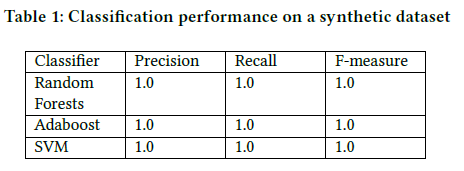 Table 1: Classification performance on a synthetic dataset
Classifier Precision Recall F-measure
Random Forests 1.0 1.0 1.0
Adaboost 1.0 1.0 1.0
SVM 1.0 1.0 1.0